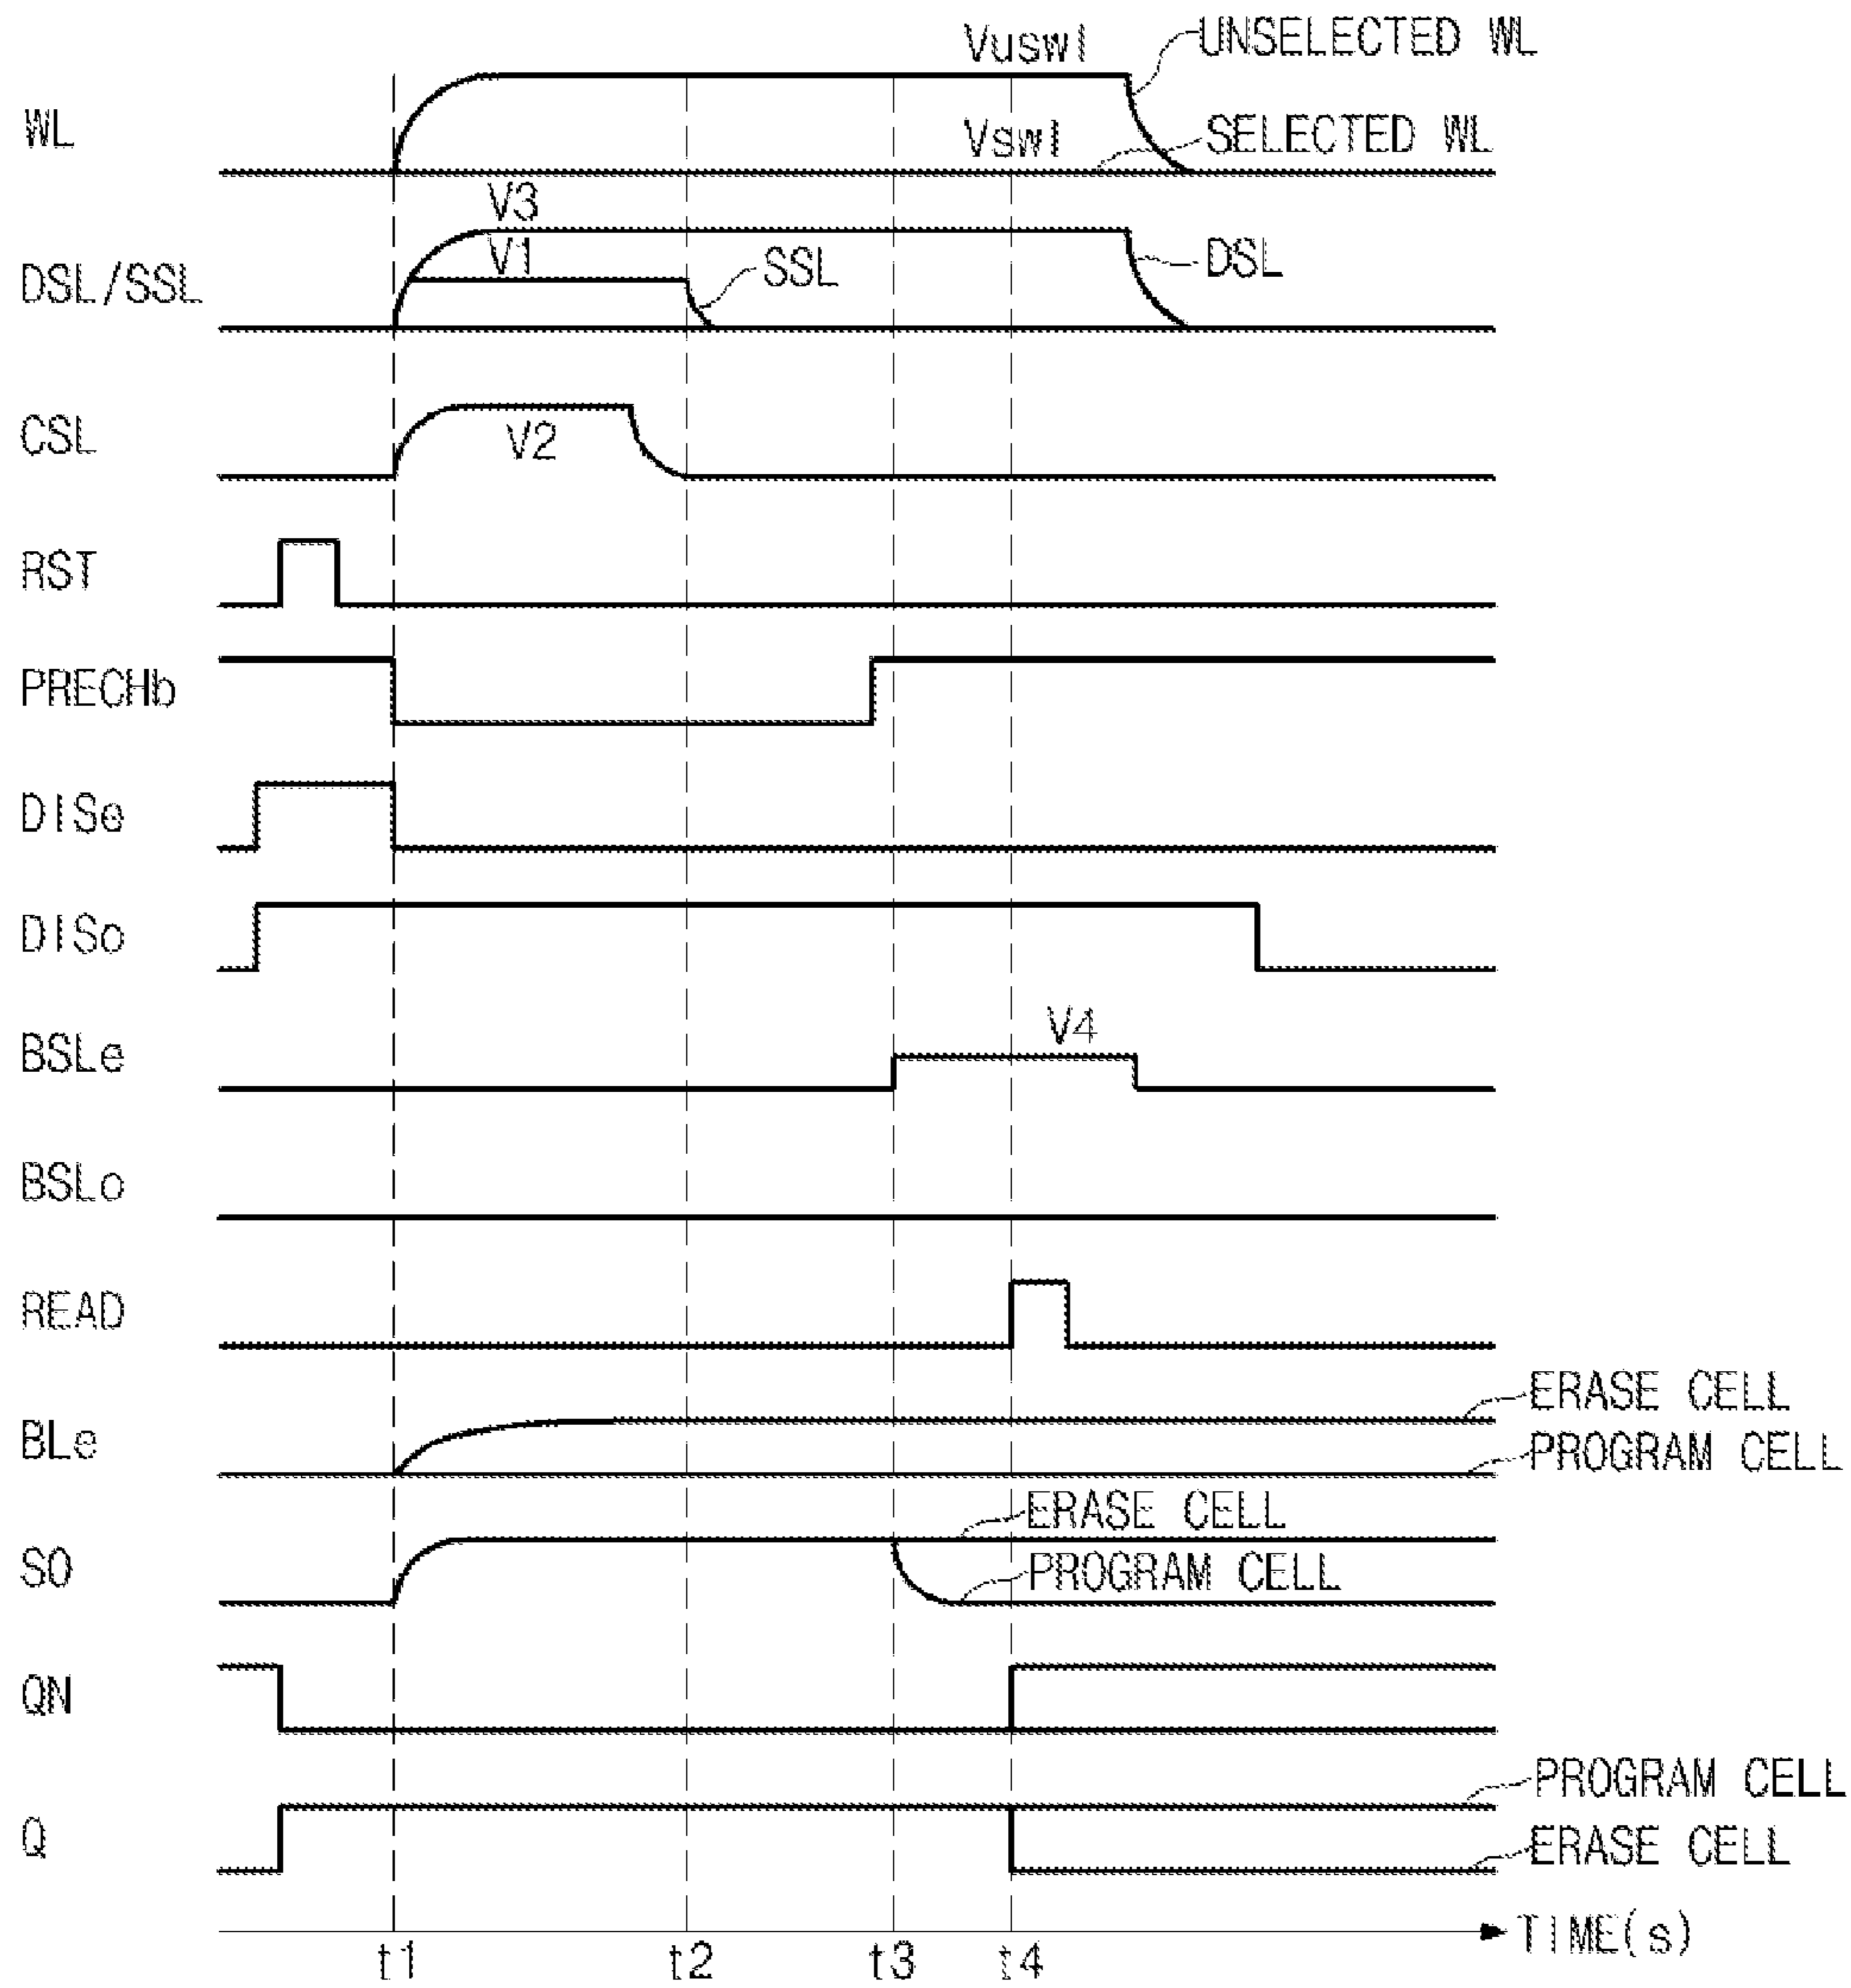 Vuswl
UNSELECTED WL
WL
Vswl
SELECTED WL
V3
DSL/SSL
V1
SSL
DSL
CSL
V2
RST
PRECHb
DISe
DISo
V4
BSLe
BSLo
READ
ERASE CELL
BLe
PROGRAM CELL
ERASE CELL
SO
PROGRAM CELL
QN
PROGRAM CELL
Q
ERASE CELL
TIME(s)
t1 t2 t3 t4